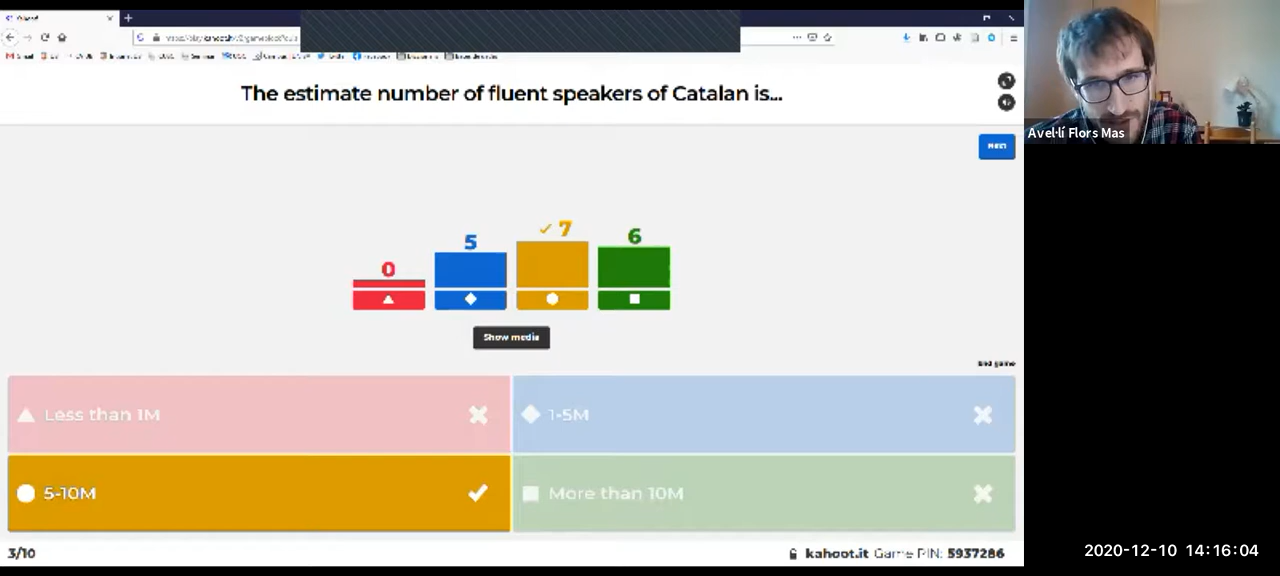 The estimate number of fluent speakers of Catalan is...
Next
Avel·lí Flors Mas
0
5
7
6
Show media
End game
Less than 1M
1-5M
5-10M
More than 10M
3/10
kahoot.it Game PIN: 5937286
2020-12-10 14:16:04